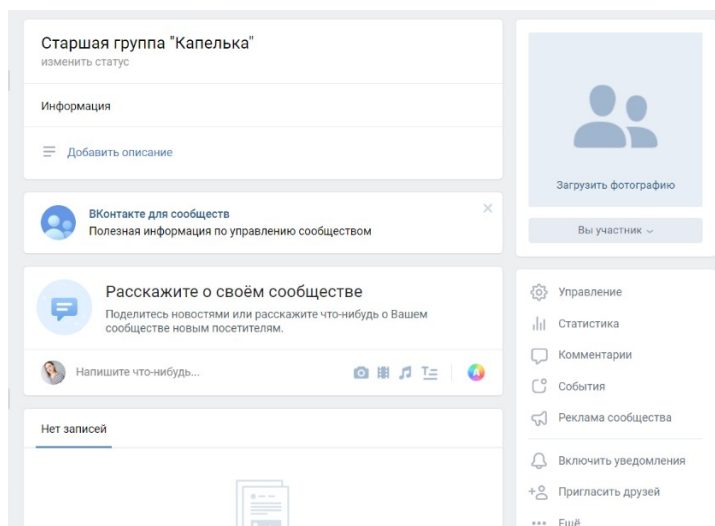 Старшая группа "Капелька"
изменить статус
Информация
Добавить описание
ВКонтакте для сообществ
Полезная информация по управлению сообществом
Расскажите о своём сообществе
Поделитесь новостями или расскажите что-нибудь о Вашем
сообществе новым посетителям.
Напишите что-нибудь...
Нет записей
Загрузить фотографию
Вы участник
Управление
Статистика
Комментарии
События
Реклама сообщества
Включить уведомления
Пригласить друзей
Ещё